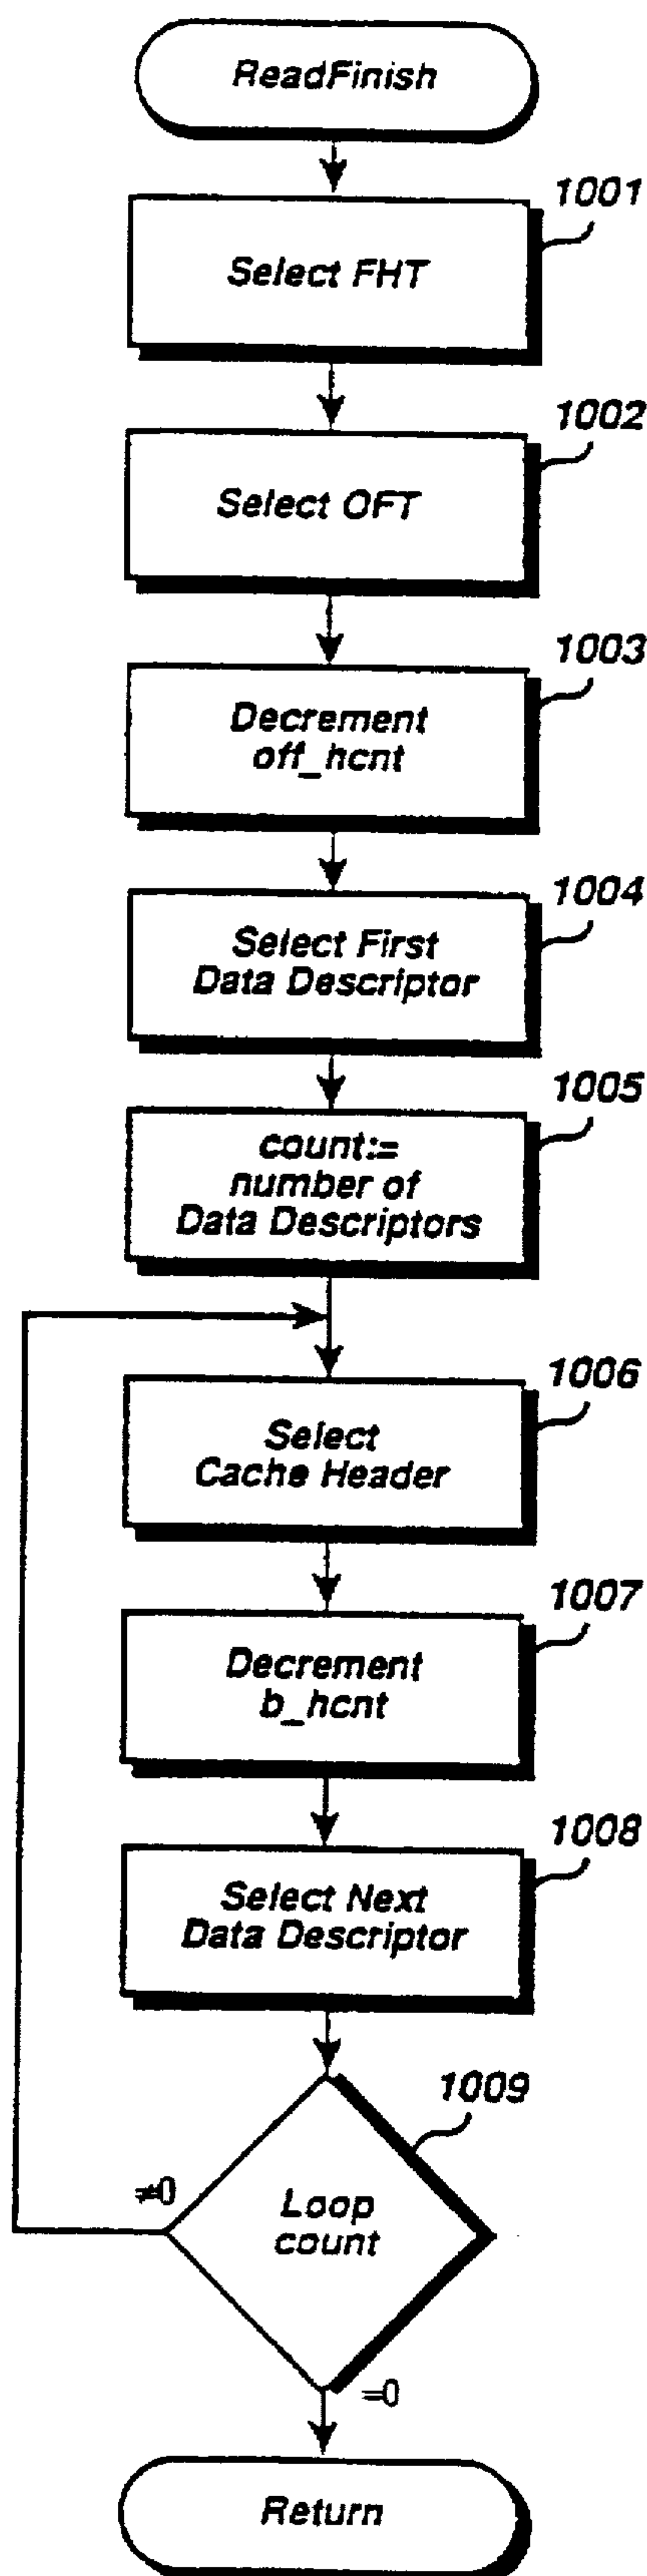 ReadFinish
1001
Select FHT
1002
Select OFT
1003
Decrement
off_hcnt
1004
Select First
Data Descriptor
1005
count:=
number of
Data Descriptors
1006
Select
Cache Header
1007
Decrement
b_hcnt
1008
Select Next
Data Descriptor
1009
≠0
Loop
count
=0
Return